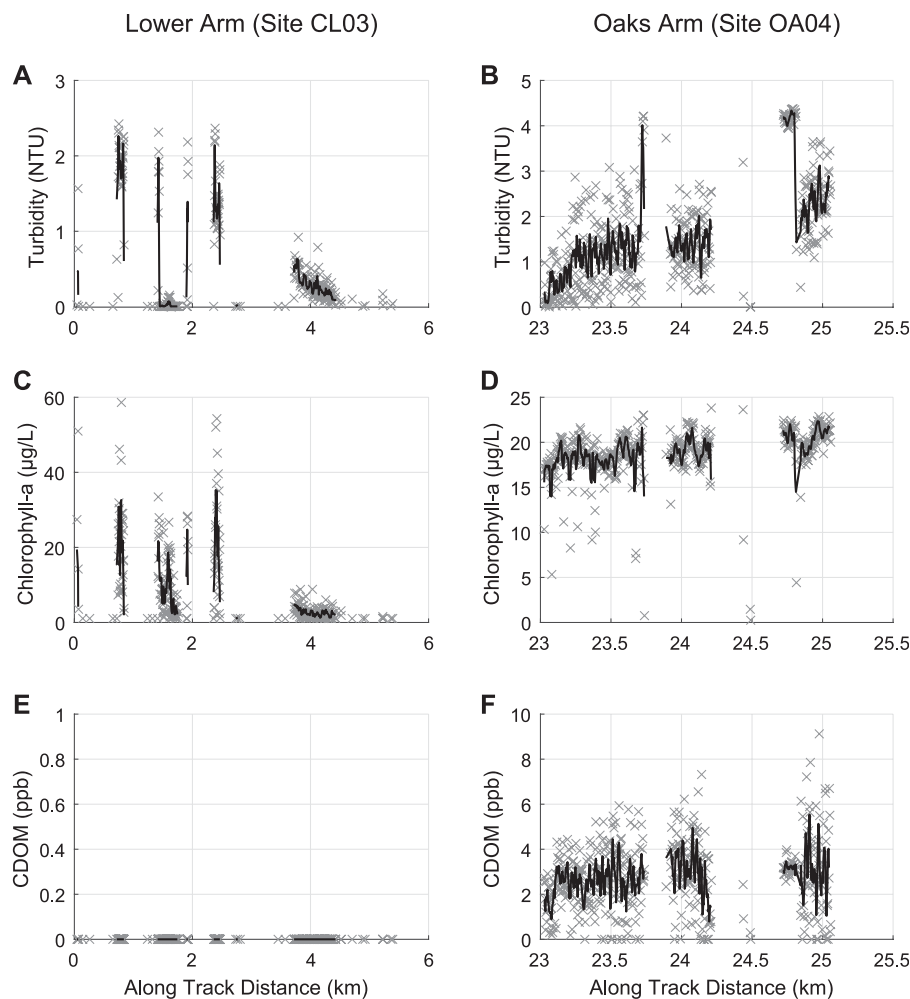 Lower Arm (Site CL03)
Oaks Arm (Site OA04)
A
Turbidity (NTU)
3
2
1
0
0 2 4 6
B
Turbidity (NTU)
5
4
3
2
1
0
23 23.5 24 24.5 25 25.5
C
Chlorophyll-a (µg/L)
60
40
20
0
0 2 4 6
D
Chlorophyll-a (µg/L)
25
20
15
10
5
0
23 23.5 24 24.5 25 25.5
E
CDOM (ppb)
1
0.8
0.6
0.4
0.2
0
0 2 4 6
Along Track Distance (km)
F
CDOM (ppb)
10
8
6
4
2
0
23 23.5 24 24.5 25 25.5
Along Track Distance (km)